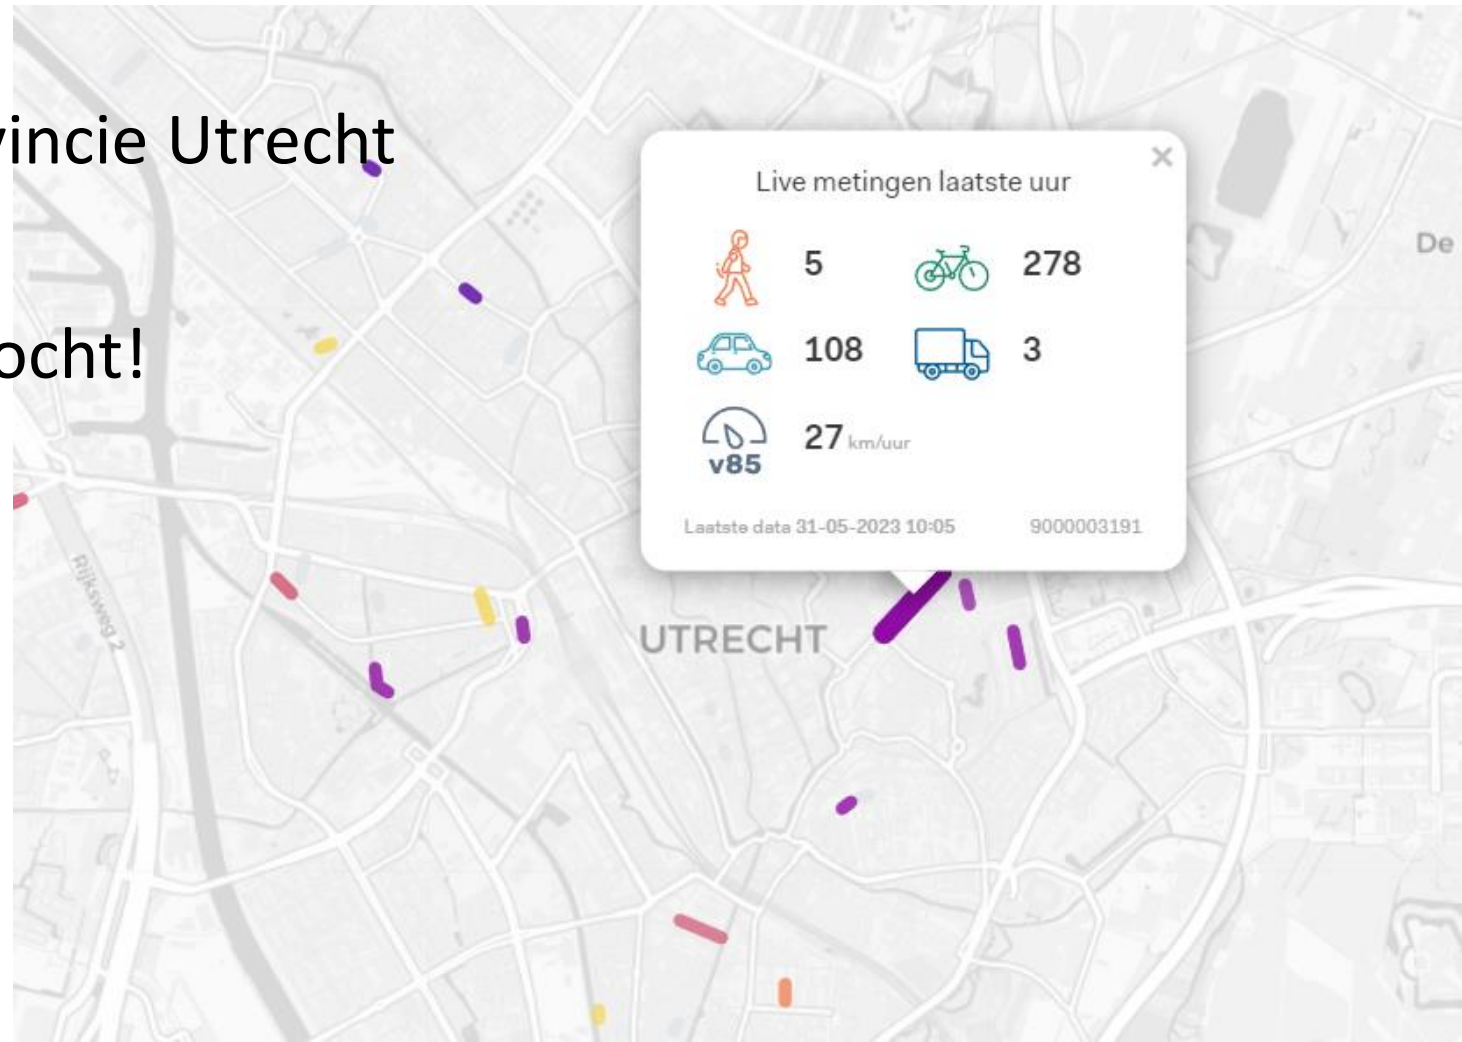 vincie Utrecht
ocht!
Live metingen laatste uur
5 278
108 3
v85 27 km/uur
Laatste data 31-05-2023 10:05 9000003191
De
Rijksweg 2
UTRECHT